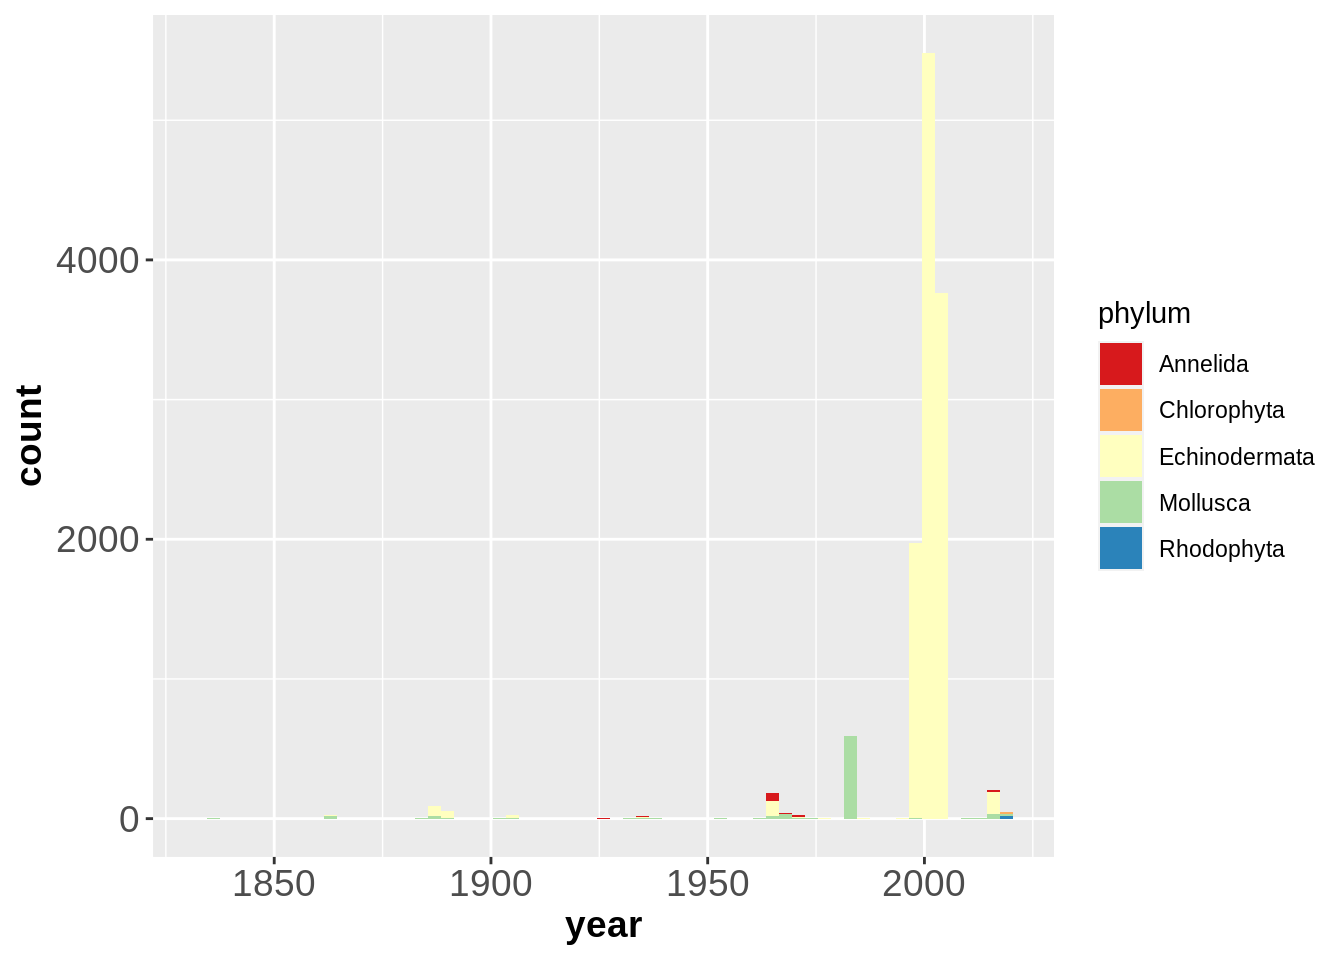 count
4000
2000
0
1850
1900
1950
2000
year
phylum
Annelida
Chlorophyta
Echinodermata
Mollusca
Rhodophyta